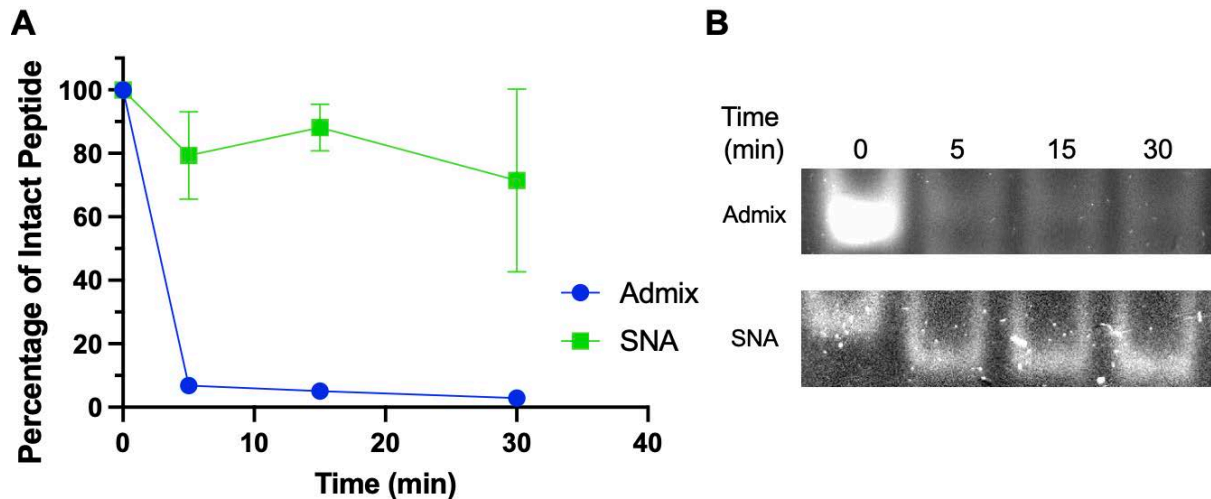 A
Percentage of Intact Peptide
100
80
60
40
20
0
0 10 20 30 40
Time (min)
Admix
SNA
B
Time
(min) 0 5 15 30
Admix
SNA